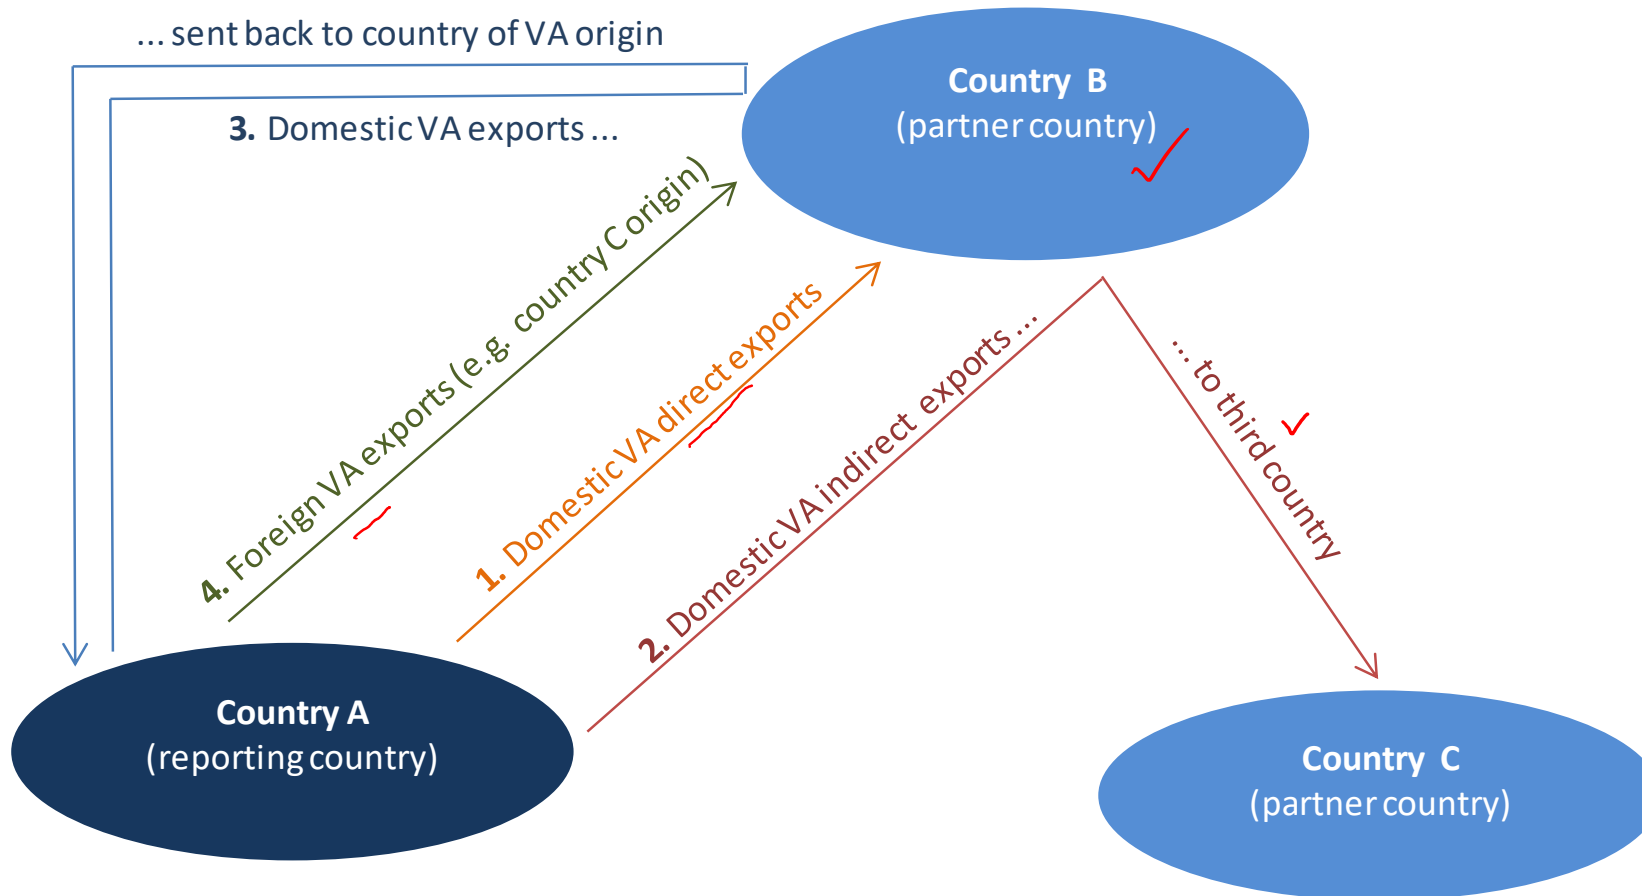 ... sent back to country of VA origin
3. Domestic VA exports ...
Country B
(partner country)
4. Foreign VA exports (e.g. country C origin)
1. Domestic VA direct exports
2. Domestic VA indirect exports ...
... to third country
Country A
(reporting country)
Country C
(partner country)